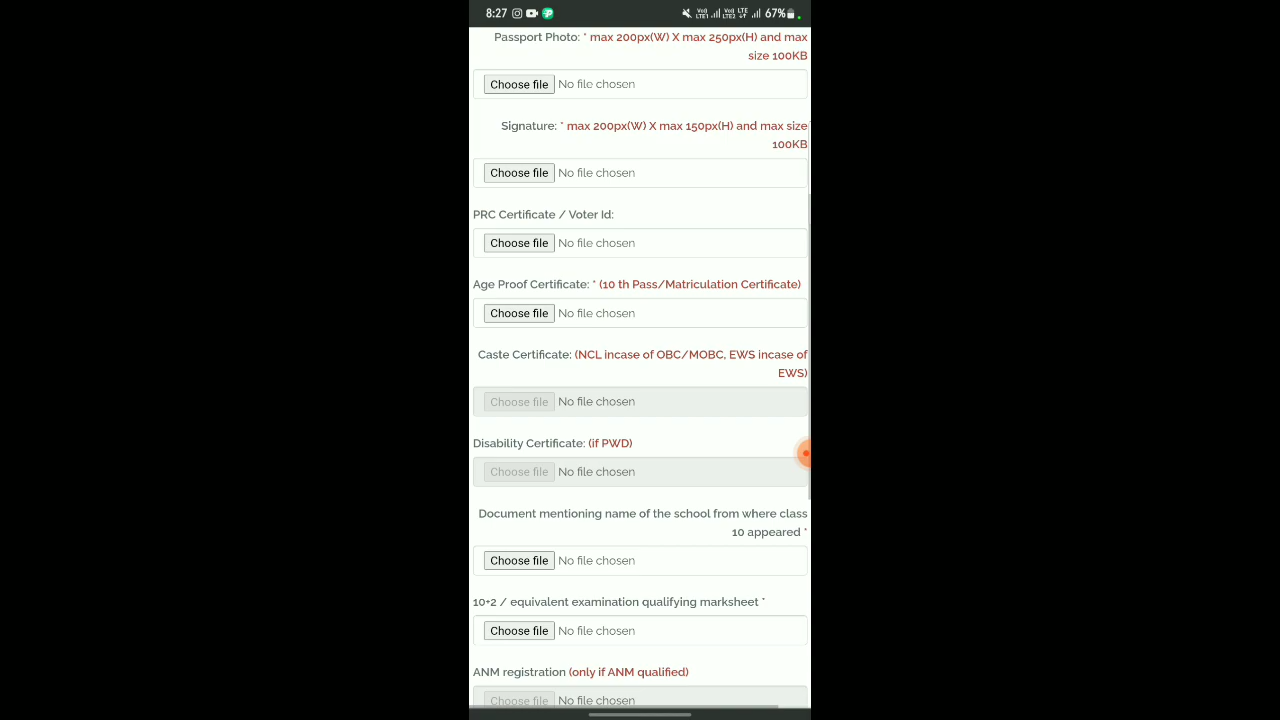 8:27
67%
Passport Photo: * max 200px(W) X max 250px(H) and max
size 100KB
Choose file No file chosen
Signature: * max 200px(W) X max 150px(H) and max size
100KB
Choose file No file chosen
PRC Certificate / Voter Id:
Choose file No file chosen
Age Proof Certificate: * (10 th Pass/Matriculation Certificate)
Choose file No file chosen
Caste Certificate: (NCL incase of OBC/MOBC, EWS incase of
EWS)
Choose file No file chosen
Disability Certificate: (if PWD)
Choose file No file chosen
Document mentioning name of the school from where class
10 appeared *
Choose file No file chosen
10+2 / equivalent examination qualifying marksheet *
Choose file No file chosen
ANM registration (only if ANM qualified)
Choose file No file chosen